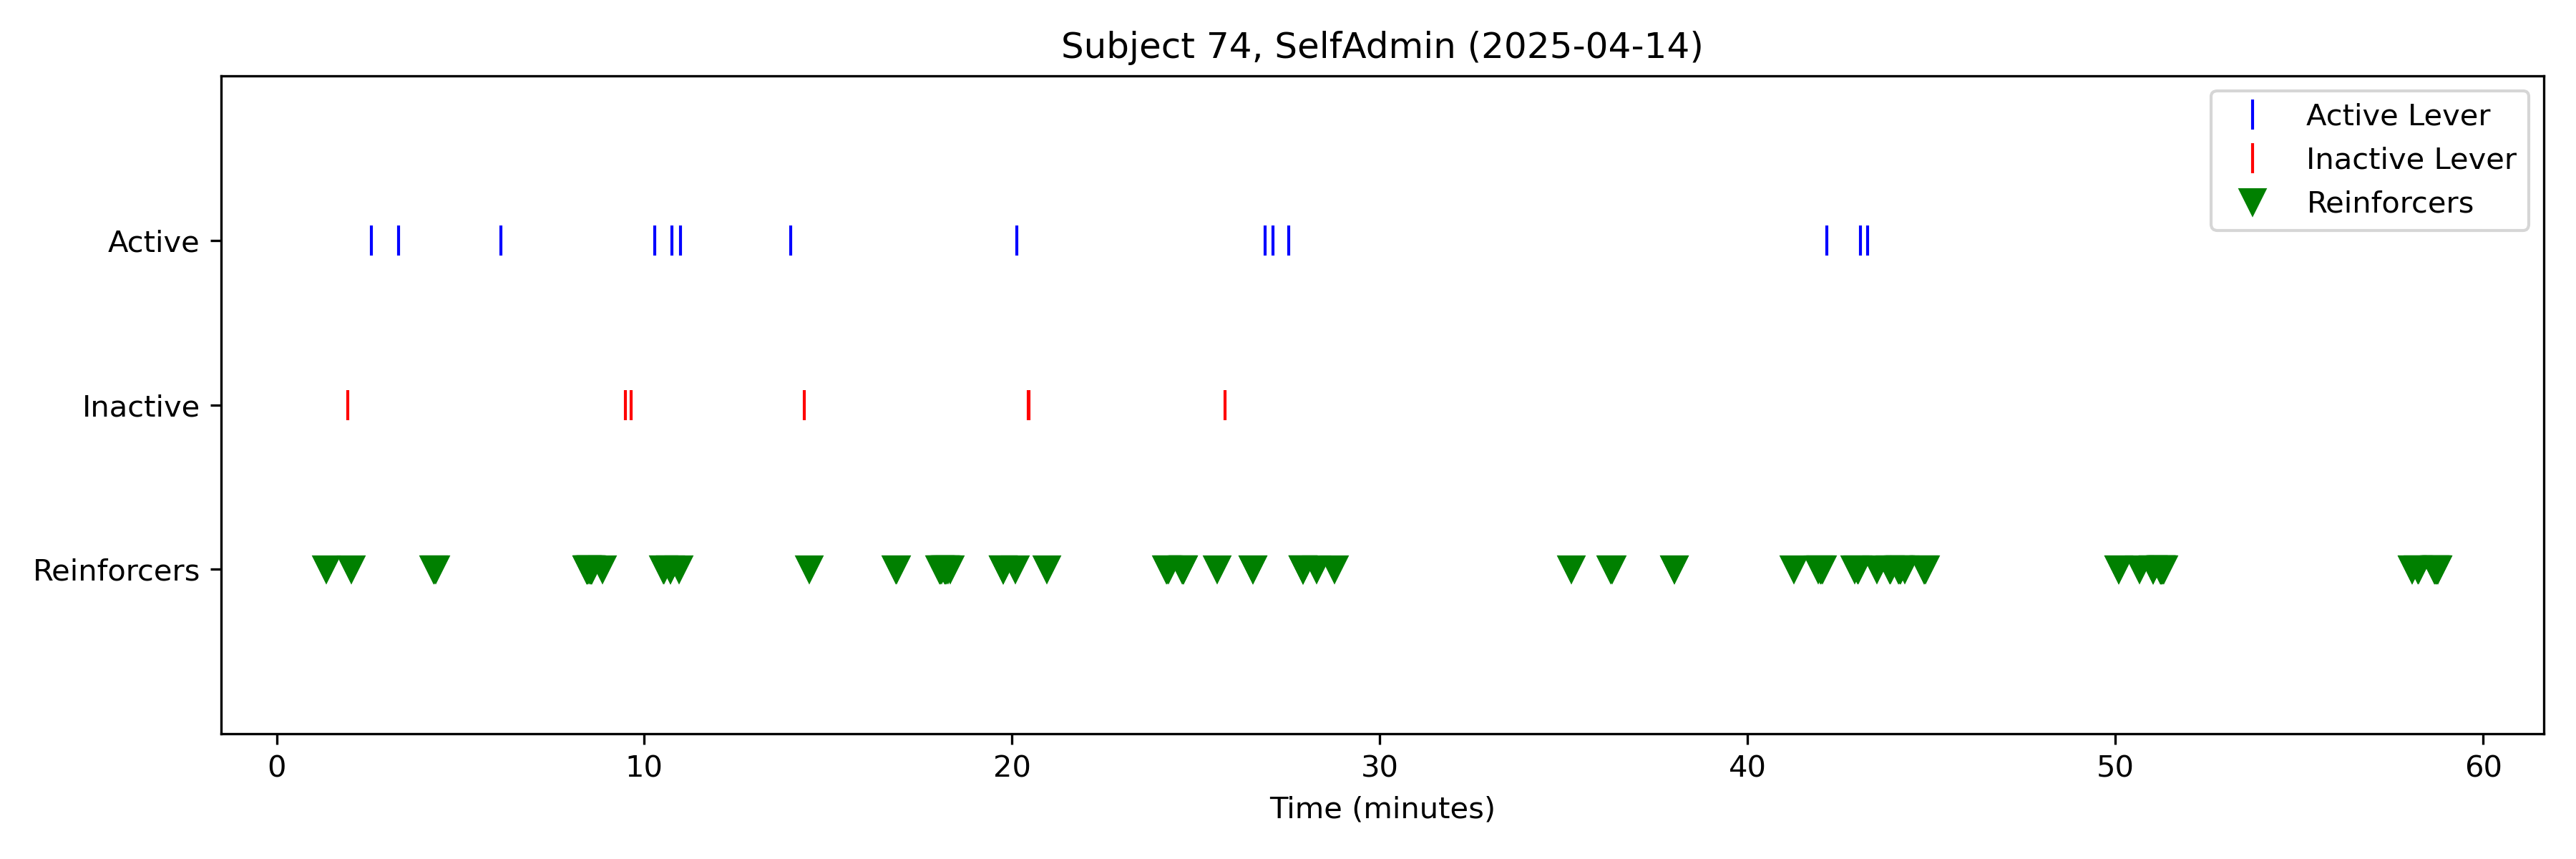 Subject 74, SelfAdmin (2025-04-14)
Active Lever
Inactive Lever
Reinforcers
Active
Inactive
Reinforcers
0 10 20 30 40 50 60
Time (minutes)